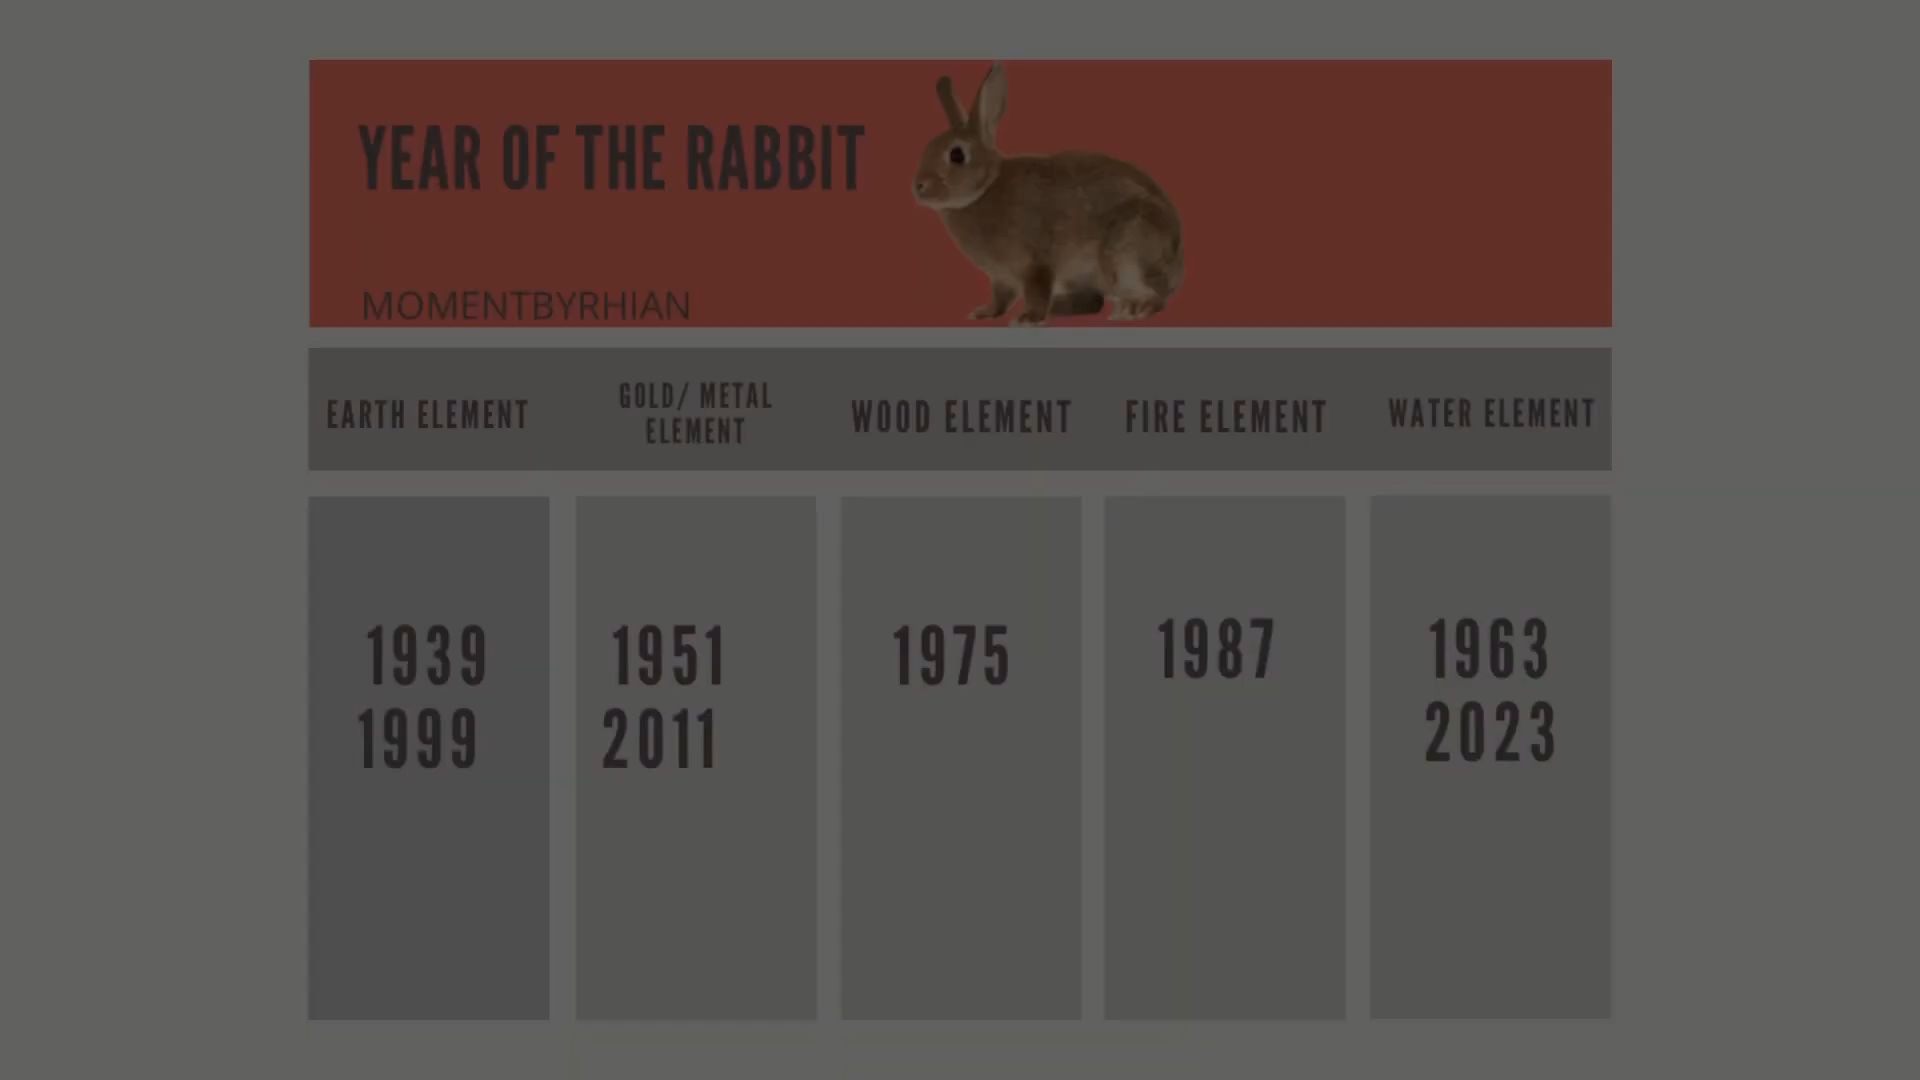 YEAR OF THE RABBIT
MOMENTBYRHIAN
EARTH ELEMENT
GOLD/ METAL
ELEMENT
WOOD ELEMENT
FIRE ELEMENT
WATER ELEMENT
1939
1999
1951
2011
1975
1987
1963
2023